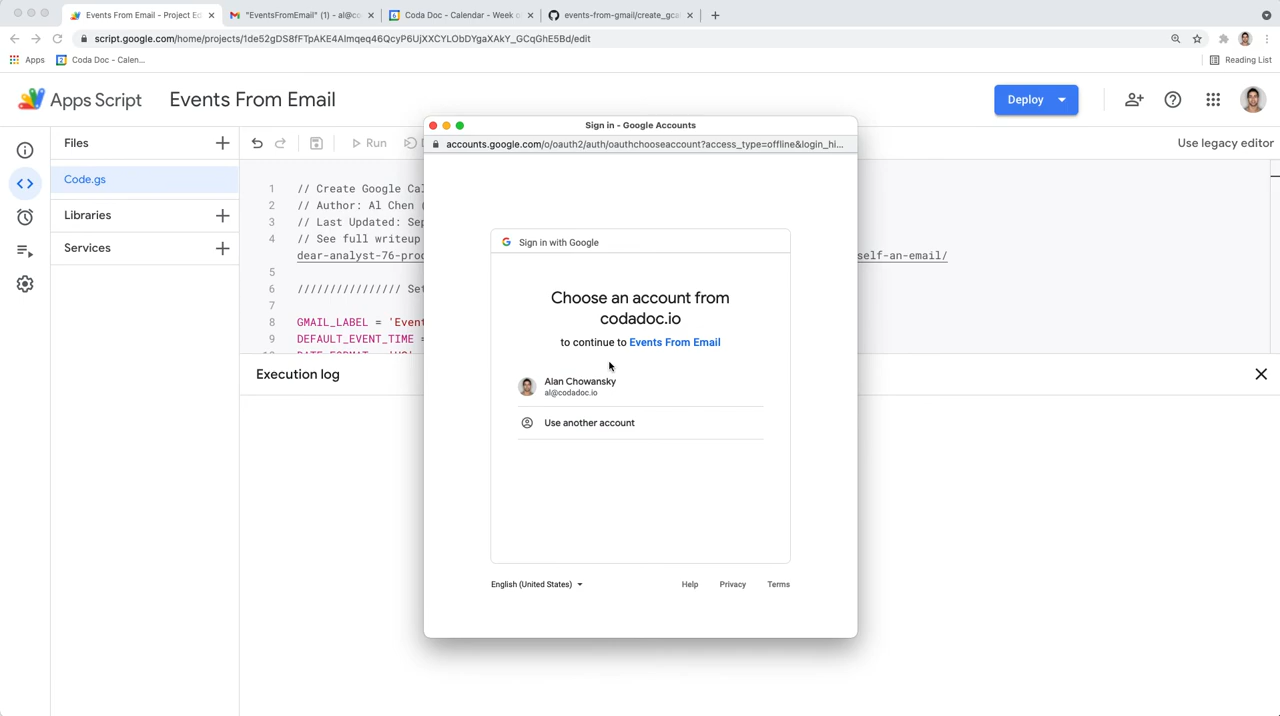 Events From Email - Project Ed
"EventsFromEmail" (1) - al@co
Coda Doc - Calendar - Week o
events-from-gmail/create_gca
script.google.com/home/projects/1de52gDS8fFTpAKE4Almqeq46QcyP6UjXXCYLObDYgaXAkY_GCqGhE5Bd/edit
Apps
Coda Doc - Calen...
Reading List
Apps Script
Events From Email
Deploy
Files
Run
Use legacy editor
Code.gs
Libraries
Services
1 // Create Google Cal
2 // Author: Al Chen (
3 // Last Updated: Sep
4 // See full writeup
dear-analyst-76-pro
self-an-email/
5
6 //////////////// Set
7
8 GMAIL_LABEL = 'Even
9 DEFAULT_EVENT_TIME =
Execution log
Sign in - Google Accounts
accounts.google.com/o/oauth2/auth/oauthchooseaccount?access_type=offline&login_hi...
Sign in with Google
Choose an account from
codadoc.io
to continue to Events From Email
Alan Chowansky
al@codadoc.io
Use another account
English (United States)
Help
Privacy
Terms